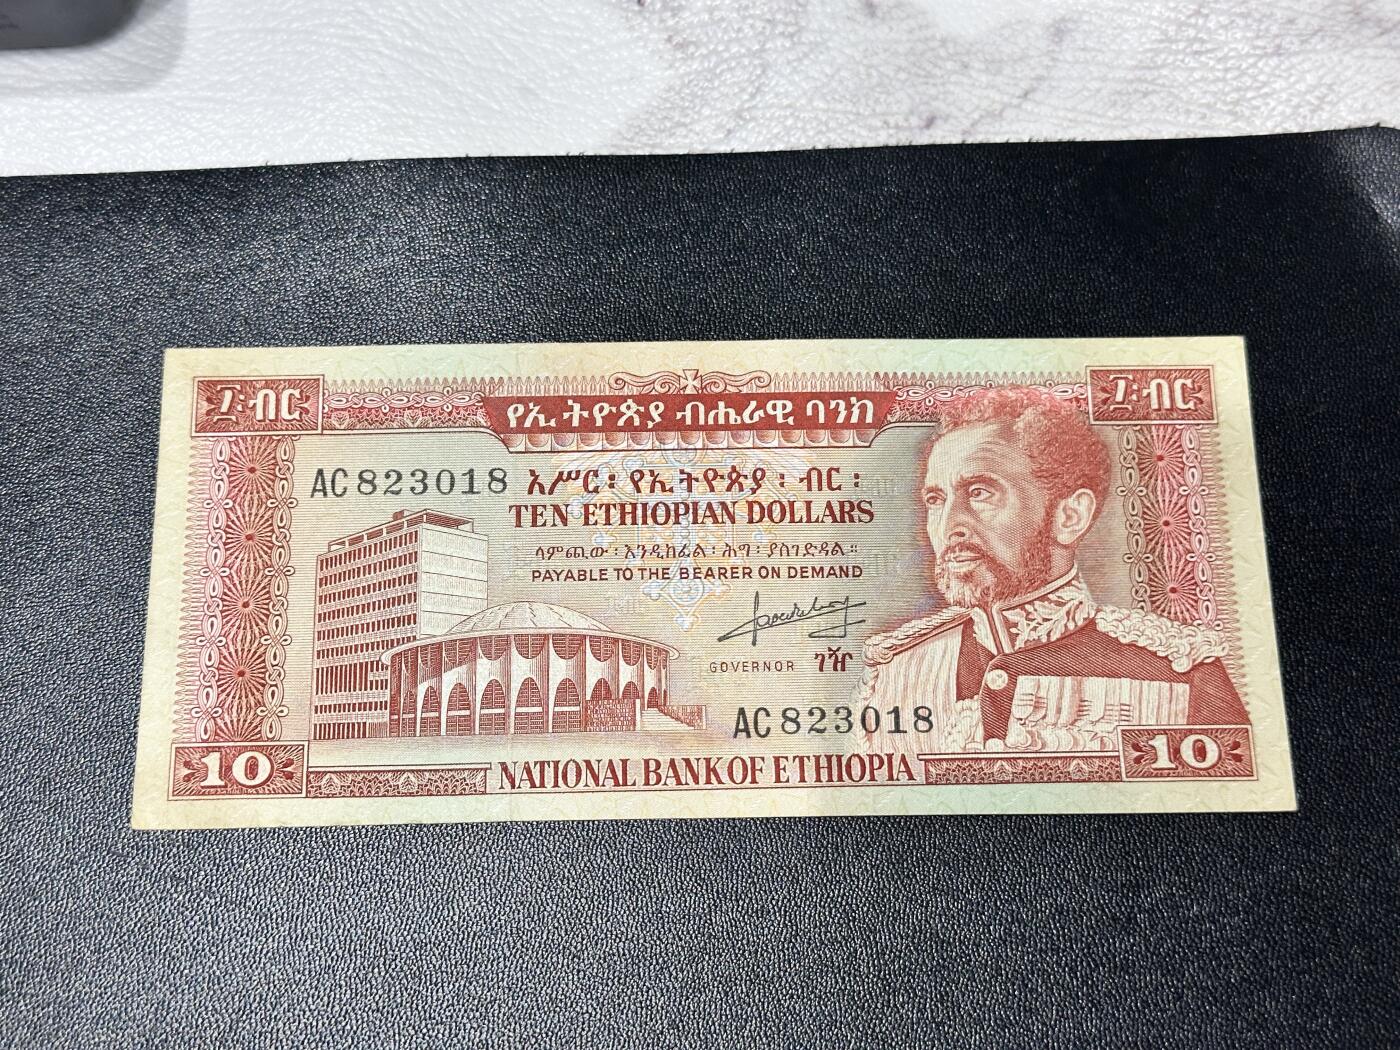 ፲፡ብር
የኢትዮጵያ ብሔራዊ ባንክ
፲፡ብር
AC 823018
አሥር፡ የኢትዮጵያ ፡ ብር ፡
TEN ETHIOPIAN DOLLARS
ላምጪው፡እንዲከፈል፡ሕግ፡ያስገድዳል።
PAYABLE TO THE BEARER ON DEMAND
GOVERNOR ገዥ
AC 823018
10
NATIONAL BANK OF ETHIOPIA
10